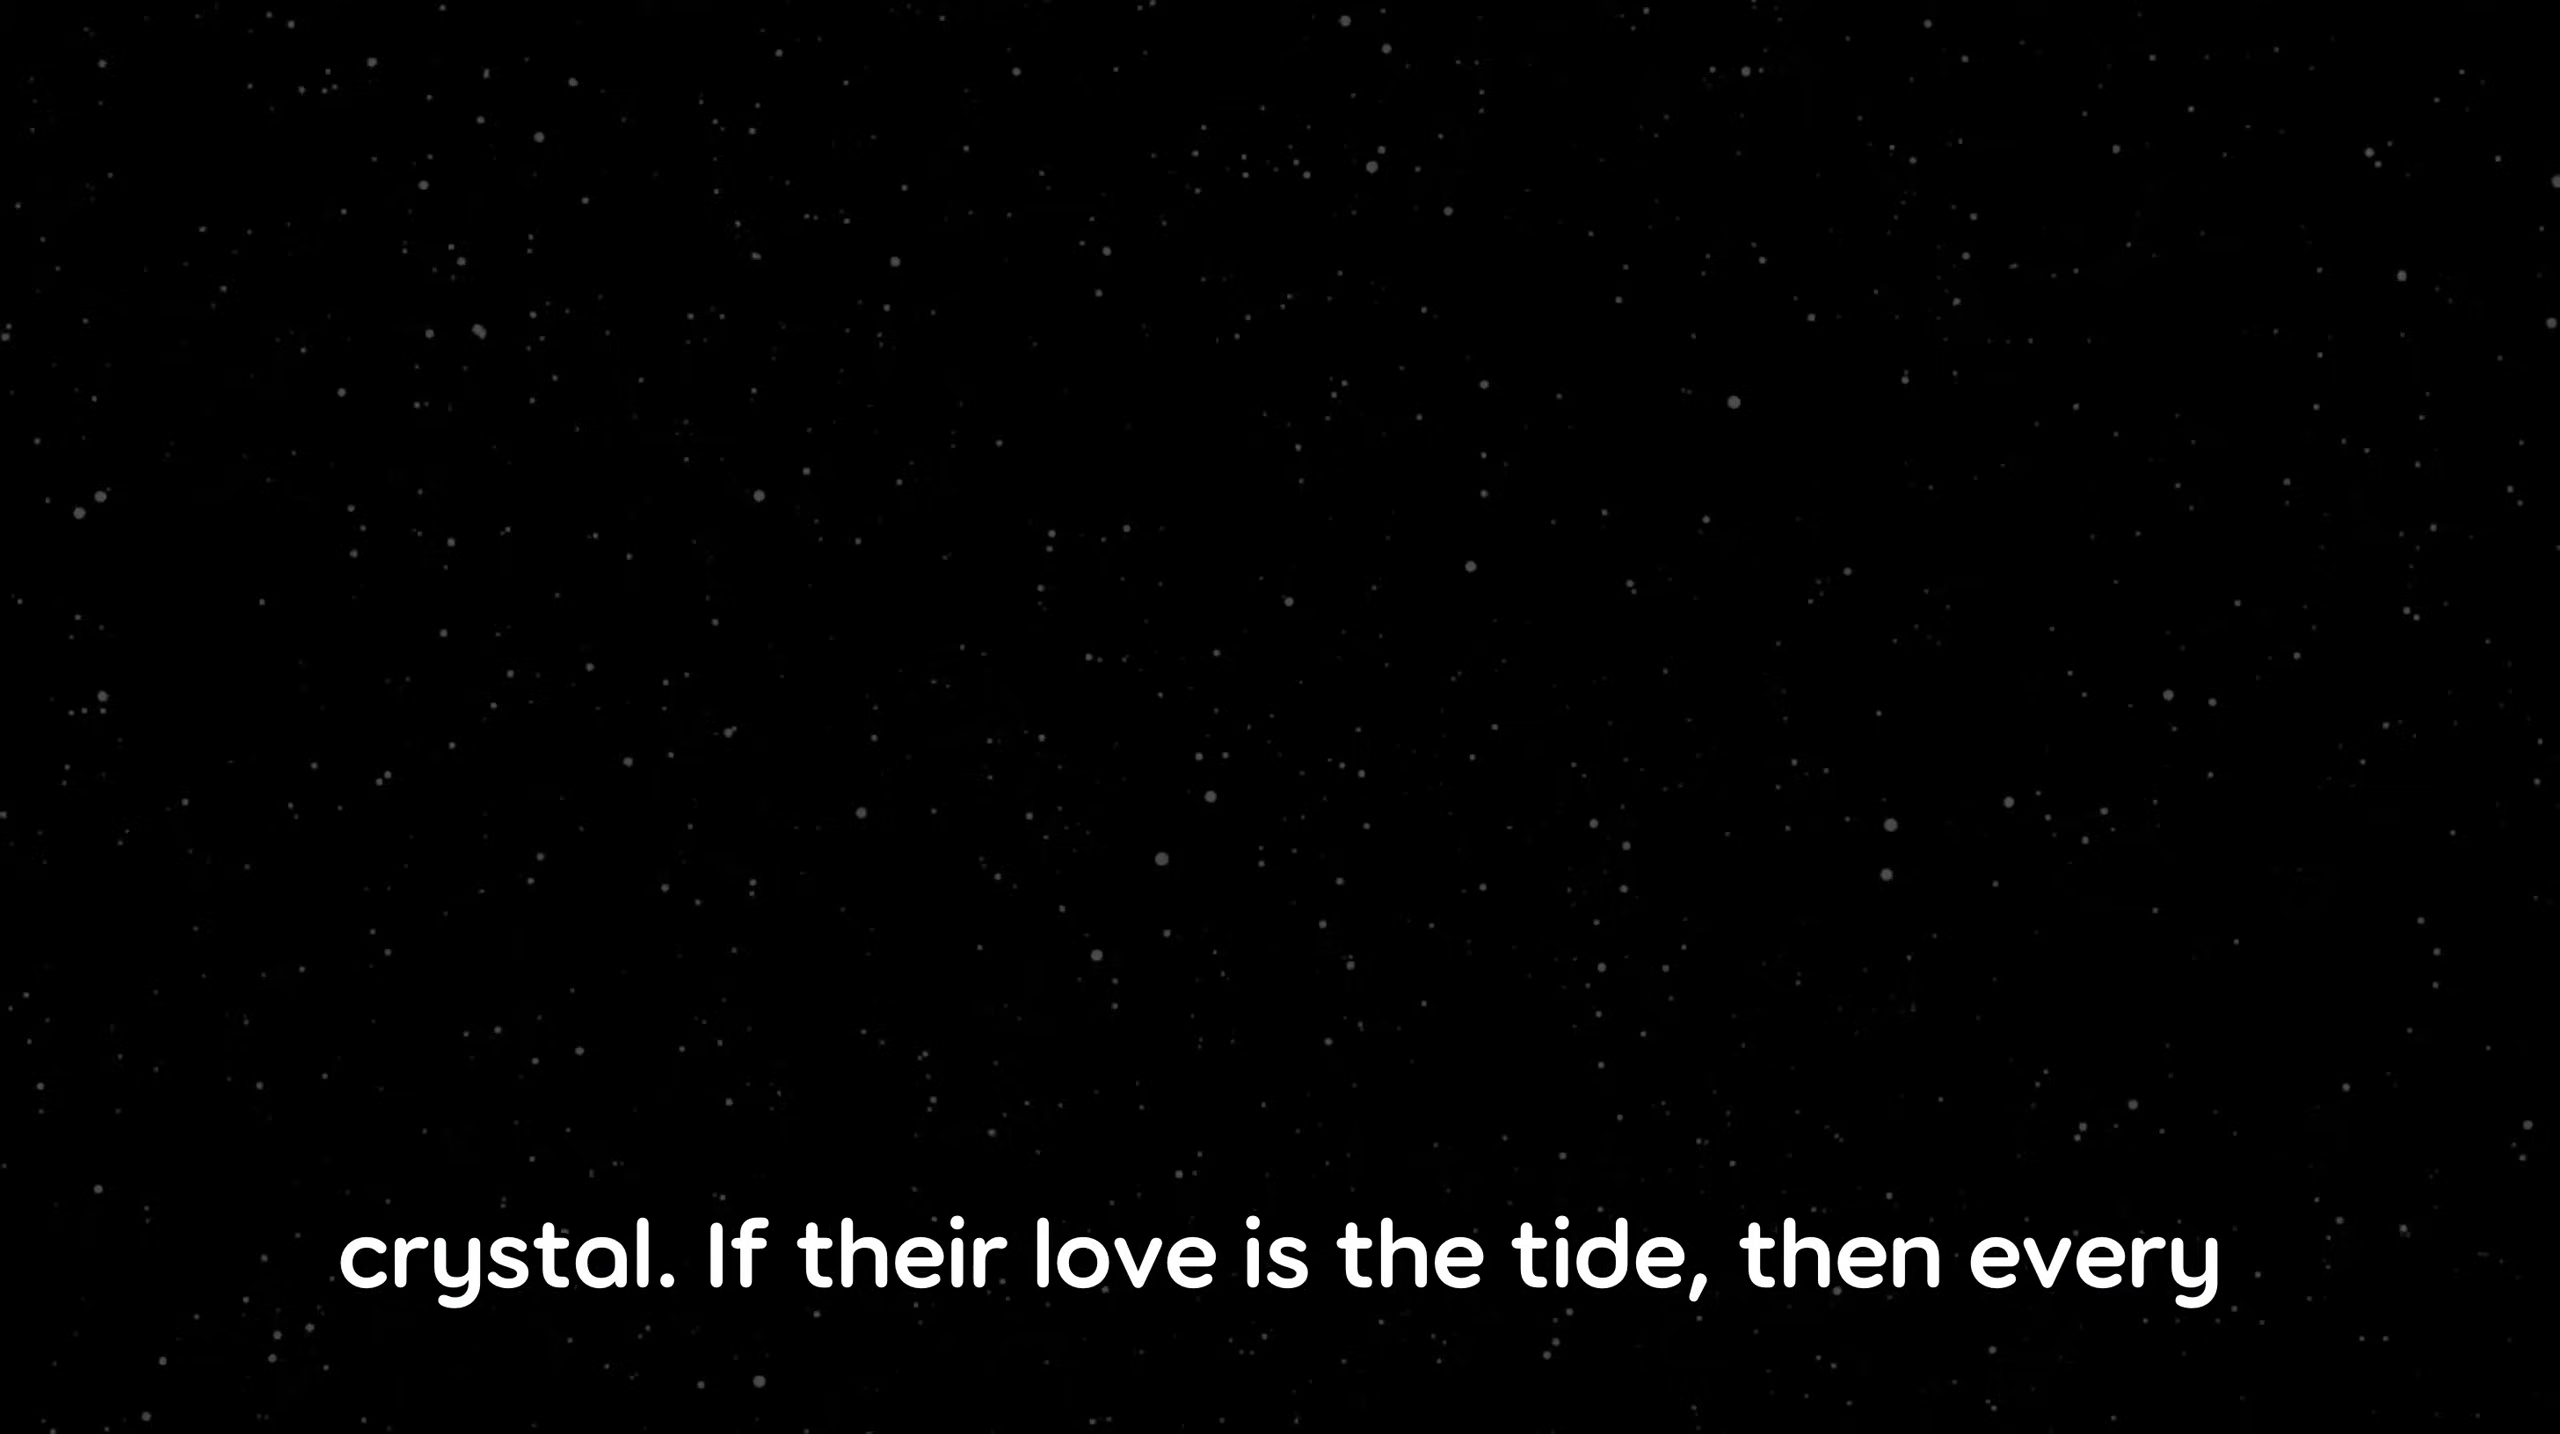 crystal. If their love is the tide, then every